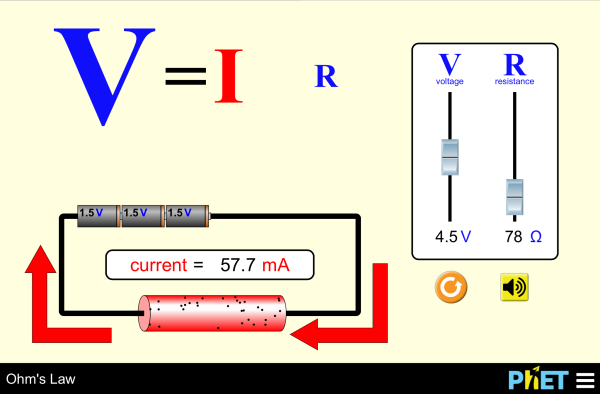 V = I R
V
voltage
R
resistance
4.5 V
78 Ω
1.5 V 1.5 V 1.5 V
current = 57.7 mA
Ohm's Law
PhET